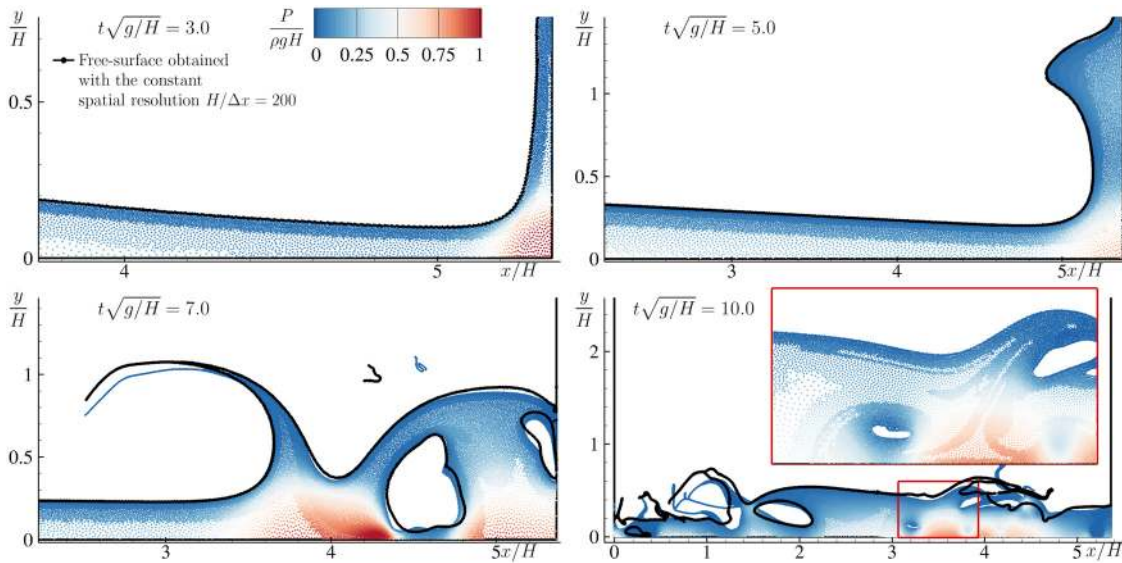 y/H
t√g/H = 3.0
P/ρgH
0 0.25 0.5 0.75 1
Free-surface obtained
with the constant
spatial resolution H/Δx = 200
0.5
0
4 5 x/H
y/H
t√g/H = 5.0
1
0.5
0
3 4 5 x/H
y/H
t√g/H = 7.0
1
0.5
0
3 4 5 x/H
y/H
t√g/H = 10.0
2
1
0
0 1 2 3 4 5 x/H